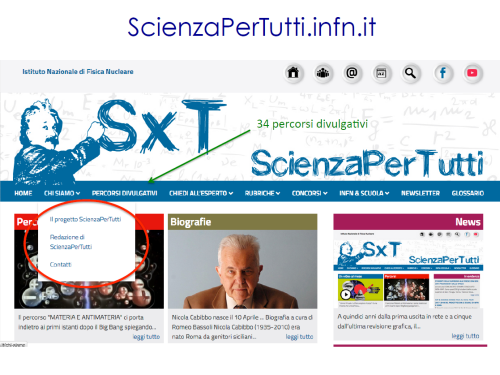 ScienzaPerTutti.infn.it
Istituto Nazionale di Fisica Nucleare
SxT
34 percorsi divulgativi
ScienzaPerTutti
HOME CHI SIAMO PERCORSI DIVULGATIVI CHIEDI ALL'ESPERTO RUBRICHE CONCORSI INFN & SCUOLA NEWSLETTER GLOSSARIO
Il progetto ScienzaPerTutti
Redazione di
ScienzaPerTutti
Contatti
Il percorso "MATERIA E ANTIMATERIA" ci porta
indietro ai primi istanti dopo il Big Bang spiegando...
leggi tutto
Biografie
Nicola Cabibbo nasce il 10 Aprile ... Biografia a cura di
Romeo Bassoli Nicola Cabibbo (1935-2010) era
nato Roma da genitori siciliani...
leggi tutto
News
SxT
ScienzaPerTutti
A quindici anni dalla prima uscita in rete e a cinque
dall'ultima revisione grafica, il...
leggi tutto